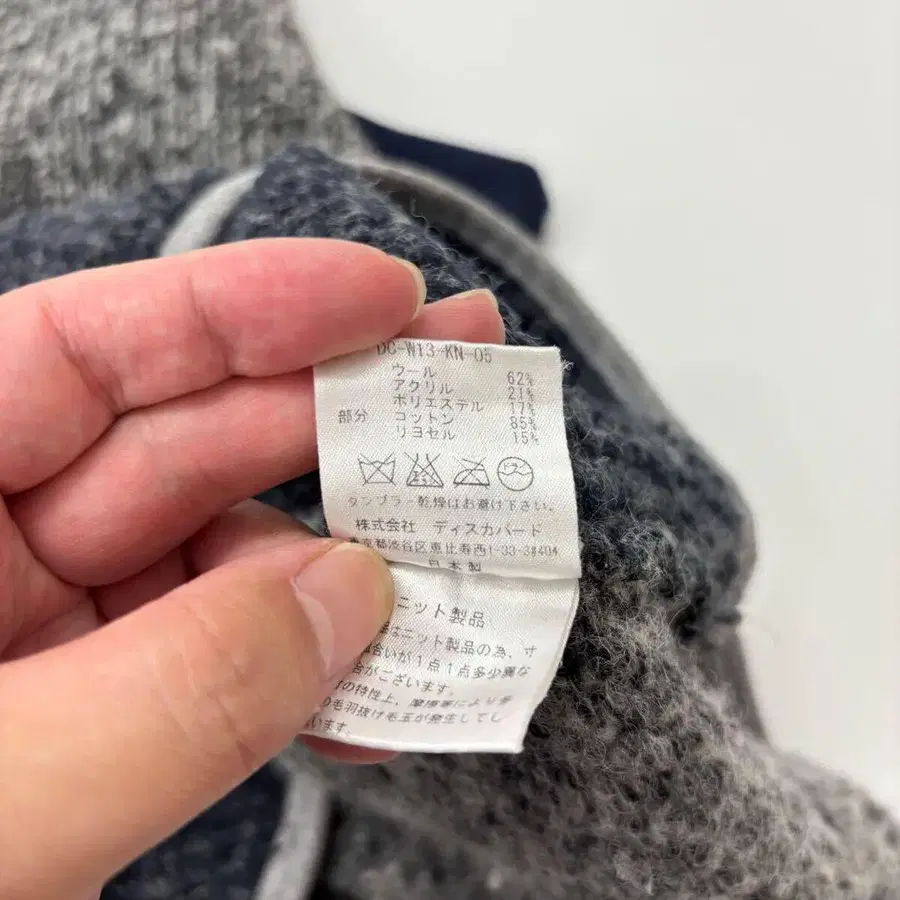 DC-W13-KN-05
ウール 62%
アクリル 21%
ポリエステル 17%
部分 コットン 85%
リヨセル 15%
タンブラー乾燥はお避け下さい。
株式会社 ディスカバード
東京都渋谷区恵比寿西1-33-3#404
日本製
ニット製品
はニット製品の為、寸
合いが1点1点多少異な
合がございます。
の特性上、摩擦等により多
り毛羽抜け毛玉が発生してし
います。